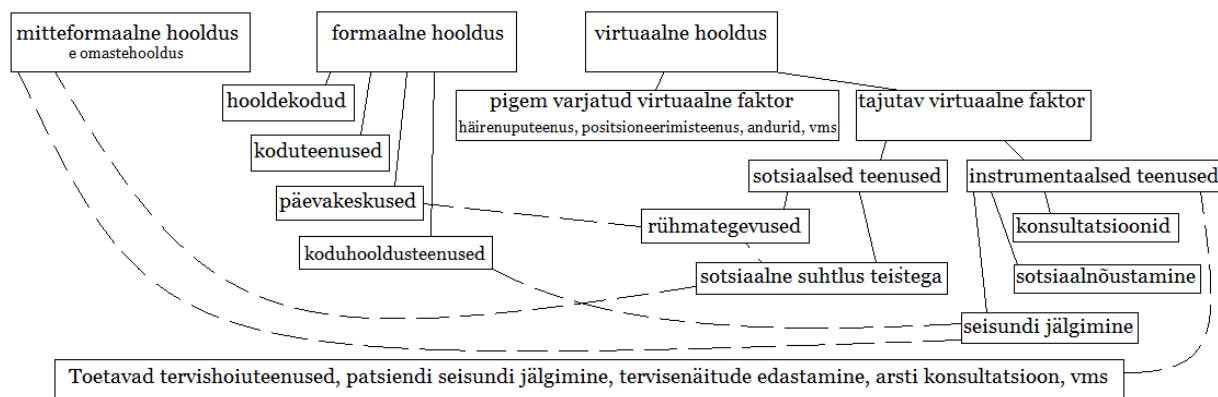 mitteformaalne hooldus
e omastehooldus
formaalne hooldus
virtuaalne hooldus
hooldekodud
pigem varjatud virtuaalne faktor
häirenuputeenus, positsioneerimisteenus, andurid, vms
tajutav virtuaalne faktor
koduteenused
sotsiaalsed teenused
instrumentaalsed teenused
päevakeskused
rühmategevused
konsultatsioonid
koduhooldusteenused
sotsiaalne suhtlus teistega
sotsiaalnõustamine
seisundi jälgimine
Toetavad tervishoiuteenused, patsiendi seisundi jälgimine, tervisenäitude edastamine, arsti konsultatsioon, vms